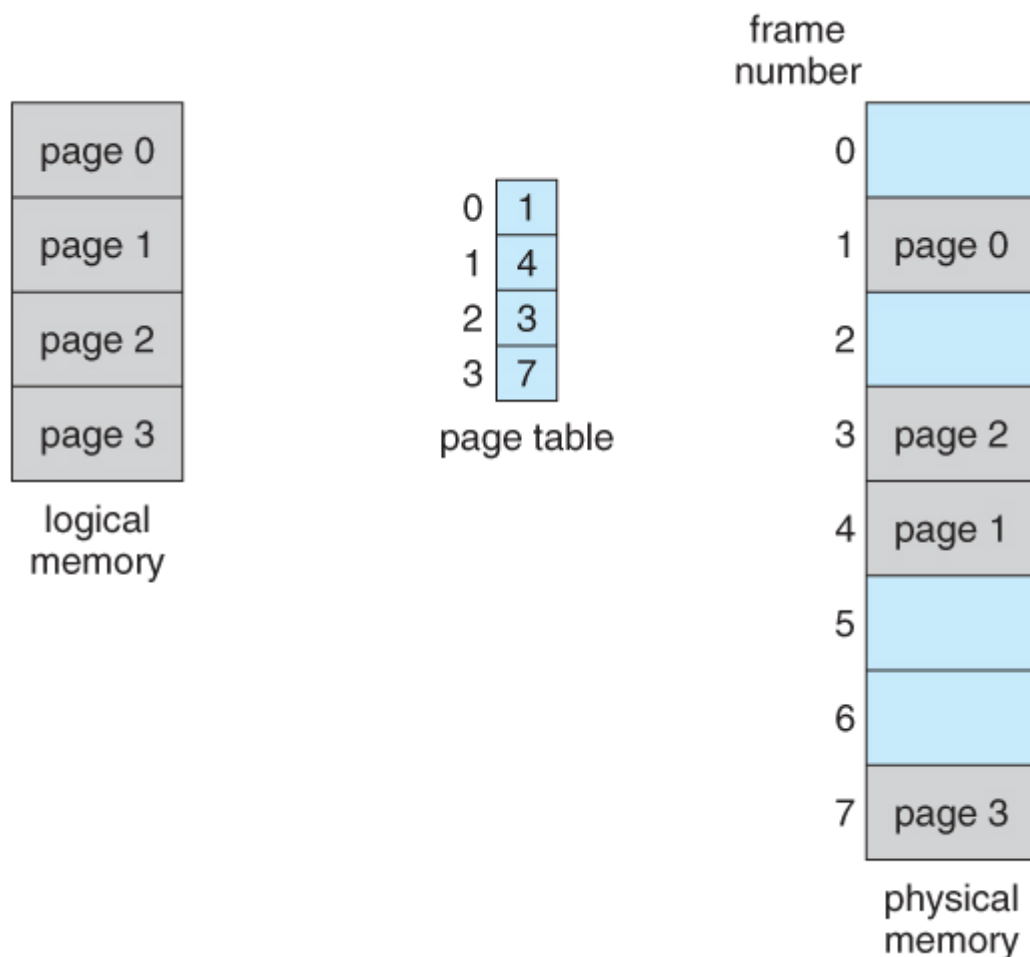 page 0
page 1
page 2
page 3
logical
memory
0 1
1 4
2 3
3 7
page table
frame
number
0
1 page 0
2
3 page 2
4 page 1
5
6
7 page 3
physical
memory